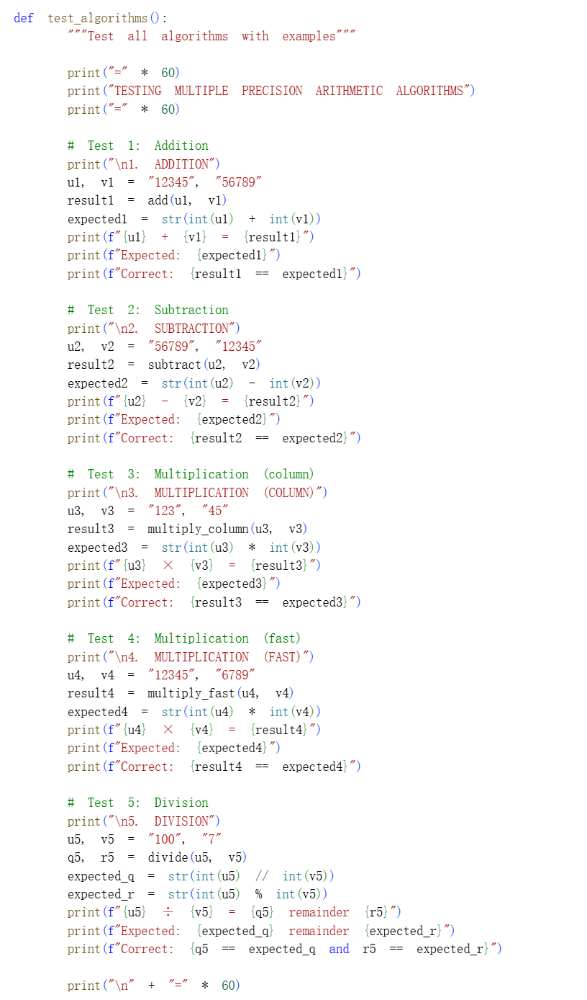 def test_algorithms():
    """Test all algorithms with examples"""

    print("=" * 60)
    print("TESTING MULTIPLE PRECISION ARITHMETIC ALGORITHMS")
    print("=" * 60)

    # Test 1: Addition
    print("\n1. ADDITION")
    u1, v1 = "12345", "56789"
    result1 = add(u1, v1)
    expected1 = str(int(u1) + int(v1))
    print(f"{u1} + {v1} = {result1}")
    print(f"Expected: {expected1}")
    print(f"Correct: {result1 == expected1}")

    # Test 2: Subtraction
    print("\n2. SUBTRACTION")
    u2, v2 = "56789", "12345"
    result2 = subtract(u2, v2)
    expected2 = str(int(u2) - int(v2))
    print(f"{u2} - {v2} = {result2}")
    print(f"Expected: {expected2}")
    print(f"Correct: {result2 == expected2}")

    # Test 3: Multiplication (column)
    print("\n3. MULTIPLICATION (COLUMN)")
    u3, v3 = "123", "45"
    result3 = multiply_column(u3, v3)
    expected3 = str(int(u3) * int(v3))
    print(f"{u3} × {v3} = {result3}")
    print(f"Expected: {expected3}")
    print(f"Correct: {result3 == expected3}")

    # Test 4: Multiplication (fast)
    print("\n4. MULTIPLICATION (FAST)")
    u4, v4 = "12345", "6789"
    result4 = multiply_fast(u4, v4)
    expected4 = str(int(u4) * int(v4))
    print(f"{u4} × {v4} = {result4}")
    print(f"Expected: {expected4}")
    print(f"Correct: {result4 == expected4}")

    # Test 5: Division
    print("\n5. DIVISION")
    u5, v5 = "100", "7"
    q5, r5 = divide(u5, v5)
    expected_q = str(int(u5) // int(v5))
    expected_r = str(int(u5) % int(v5))
    print(f"{u5} ÷ {v5} = {q5} remainder {r5}")
    print(f"Expected: {expected_q} remainder {expected_r}")
    print(f"Correct: {q5 == expected_q and r5 == expected_r}")

    print("\n" + "=" * 60)